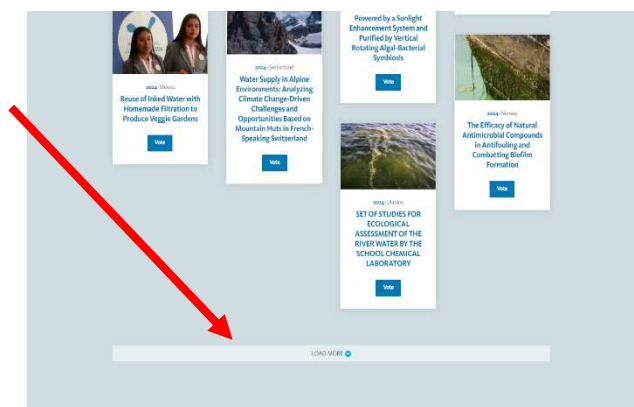 2024 · Mexico
Reuse of Inked Water with
Homemade Filtration to
Produce Veggie Gardens
Vote
2024 · Switzerland
Water Supply in Alpine
Environments: Analyzing
Climate Change-Driven
Challenges and
Opportunities Based on
Mountain Huts in French-
Speaking Switzerland
Vote
Powered by a Sunlight
Enhancement System and
Purified by Vertical
Rotating Algal-Bacterial
Symbiosis
Vote
2024 · Ukraine
SET OF STUDIES FOR
ECOLOGICAL
ASSESSMENT OF THE
RIVER WATER BY THE
SCHOOL CHEMICAL
LABORATORY
Vote
2024 · Norway
The Efficacy of Natural
Antimicrobial Compounds
in Antifouling and
Combatting Biofilm
Formation
Vote
LOAD MORE